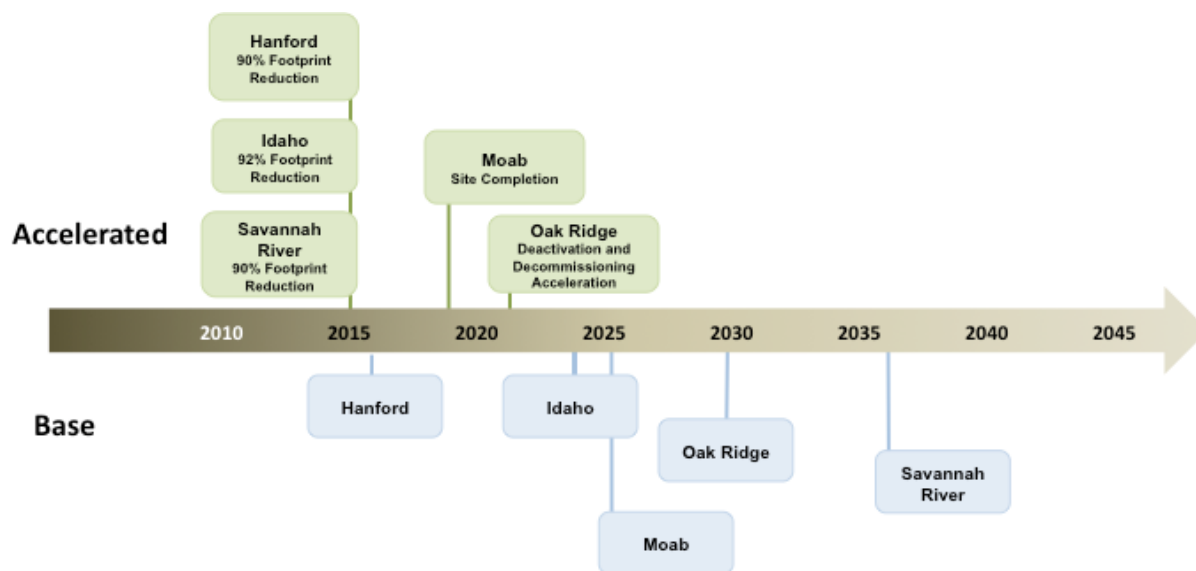 Hanford
90% Footprint
Reduction
Idaho
92% Footprint
Reduction
Moab
Site Completion
Accelerated
Savannah
River
90% Footprint
Reduction
Oak Ridge
Deactivation and
Decommissioning
Acceleration
2010 2015 2020 2025 2030 2035 2040 2045
Base
Hanford
Idaho
Oak Ridge
Savannah
River
Moab